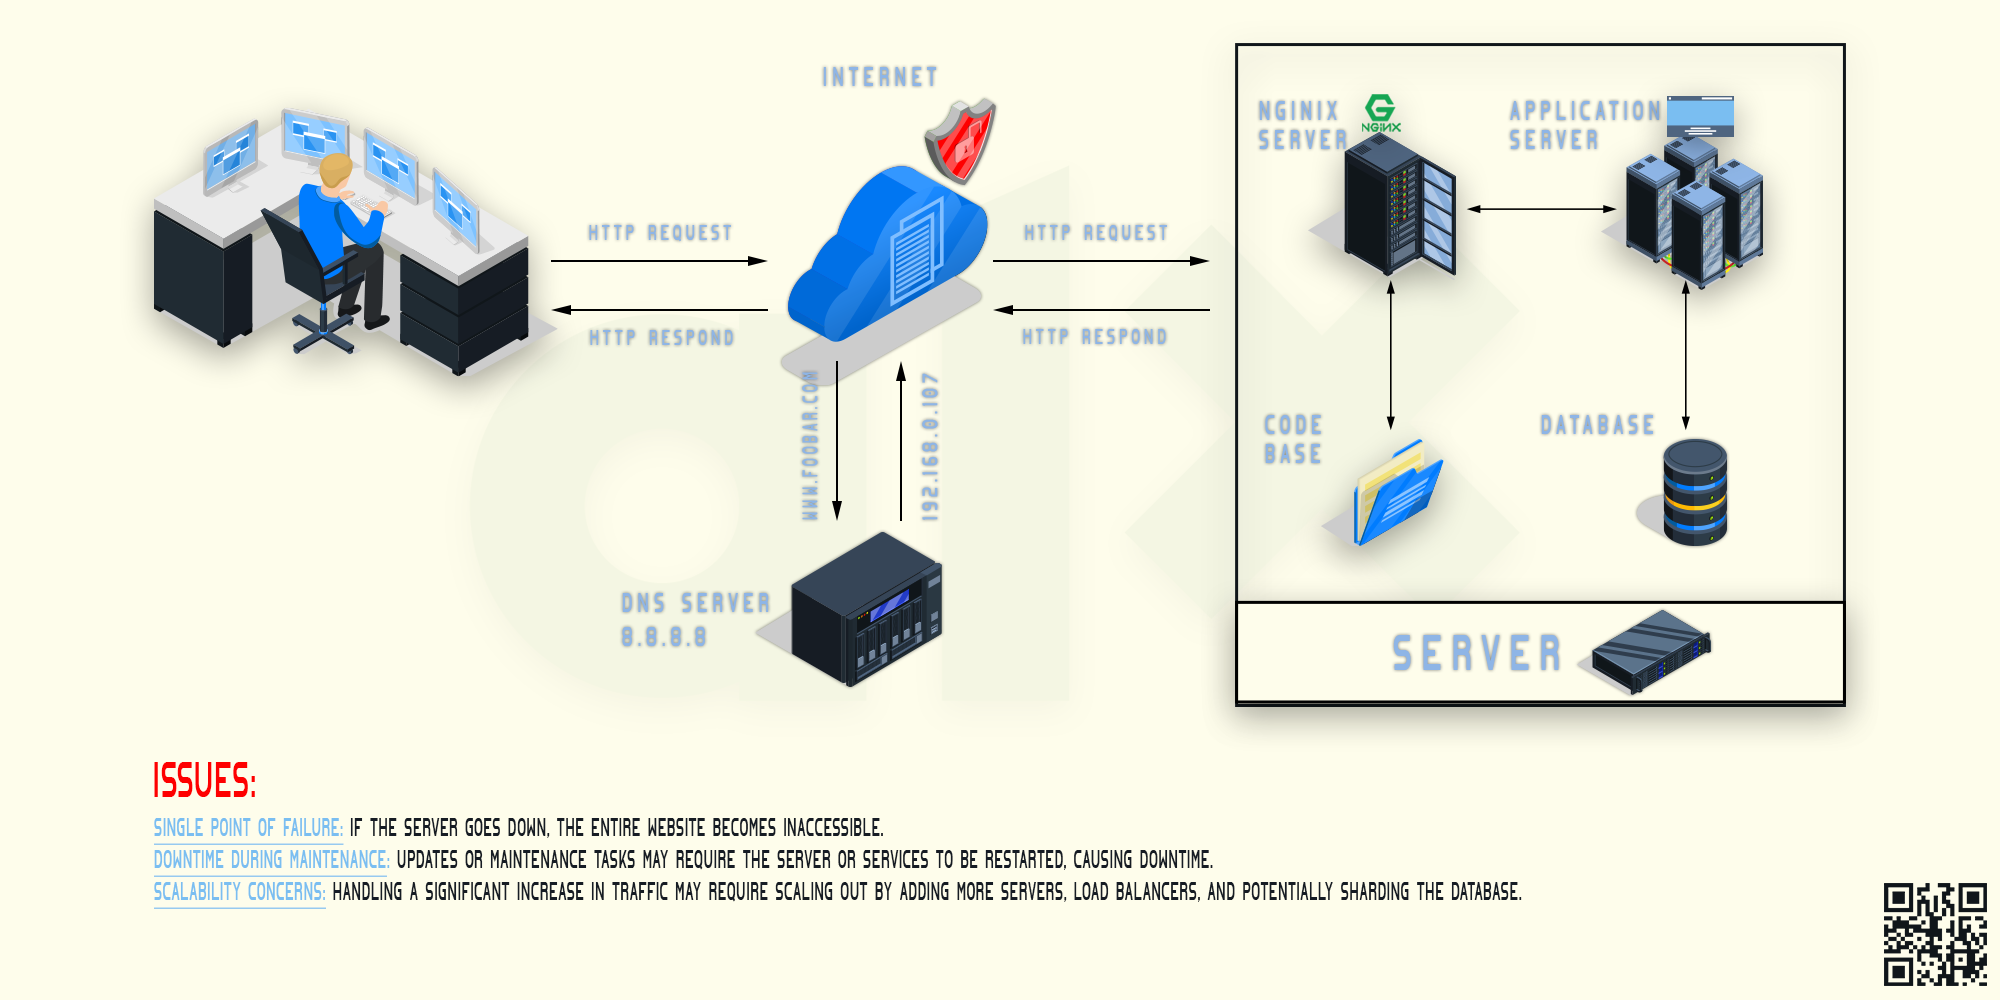 INTERNET
NGINIX
SERVER
NGiNX
APPLICATION
SERVER
HTTP REQUEST
HTTP REQUEST
HTTP RESPOND
HTTP RESPOND
WWW.FOOBAR.COM
192.168.0.107
CODE
BASE
DATABASE
DNS SERVER
8.8.8.8
SERVER
ISSUES:
SINGLE POINT OF FAILURE: IF THE SERVER GOES DOWN, THE ENTIRE WEBSITE BECOMES INACCESSIBLE.
DOWNTIME DURING MAINTENANCE: UPDATES OR MAINTENANCE TASKS MAY REQUIRE THE SERVER OR SERVICES TO BE RESTARTED, CAUSING DOWNTIME.
SCALABILITY CONCERNS: HANDLING A SIGNIFICANT INCREASE IN TRAFFIC MAY REQUIRE SCALING OUT BY ADDING MORE SERVERS, LOAD BALANCERS, AND POTENTIALLY SHARDING THE DATABASE.